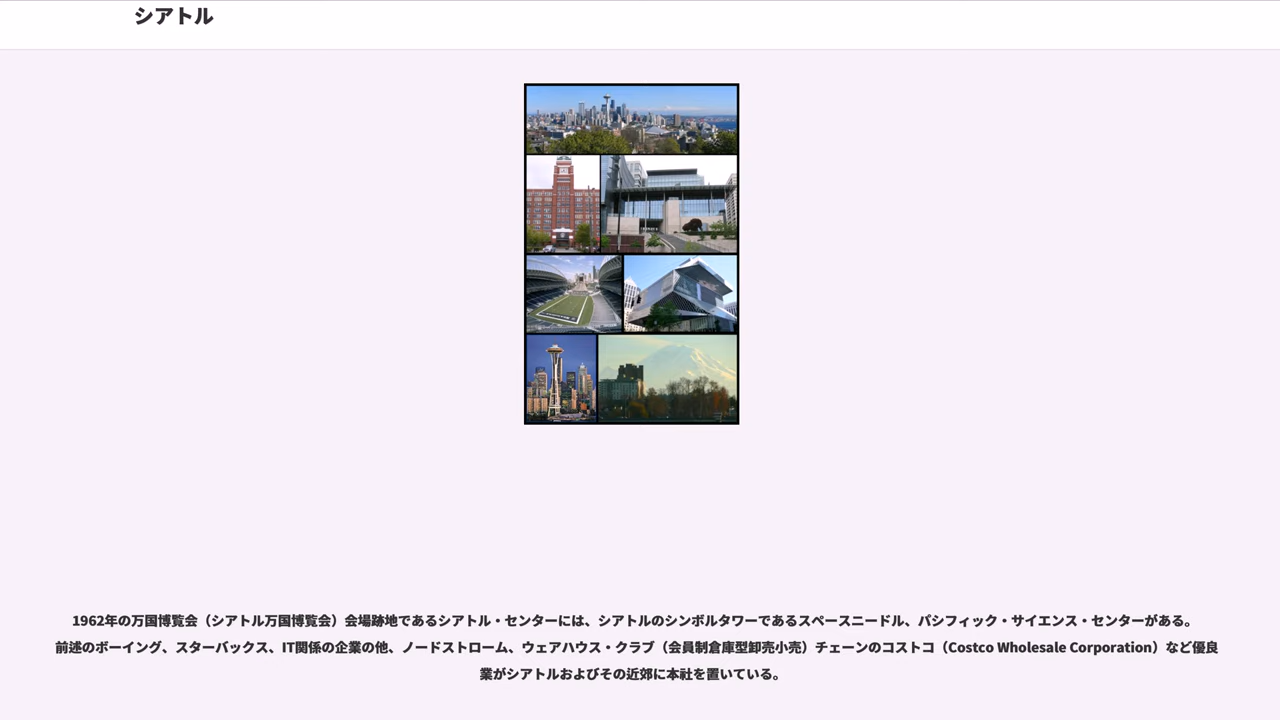 シアトル
1962年の万国博覧会（シアトル万国博覧会）会場跡地であるシアトル・センターには、シアトルのシンボルタワーであるスペースニードル、パシフィック・サイエンス・センターがある。
前述のボーイング、スターバックス、IT関係の企業の他、ノードストローム、ウェアハウス・クラブ（会員制倉庫型卸売小売）チェーンのコストコ（Costco Wholesale Corporation）など優良
業がシアトルおよびその近郊に本社を置いている。